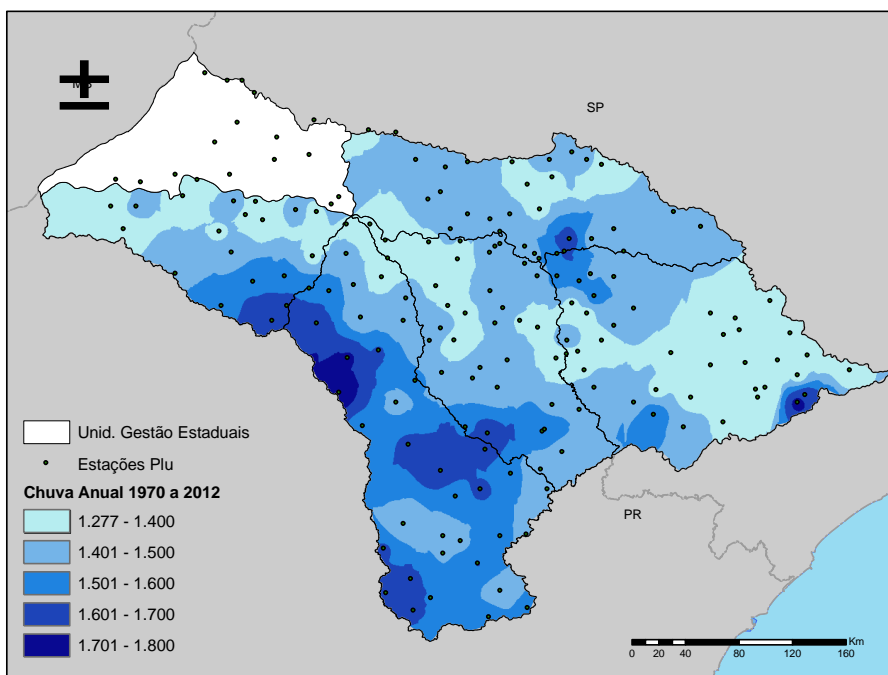 MS
SP
PR
Unid. Gestão Estaduais
Estações Plu
Chuva Anual 1970 a 2012
1.277 - 1.400
1.401 - 1.500
1.501 - 1.600
1.601 - 1.700
1.701 - 1.800
Km
0 20 40 80 120 160